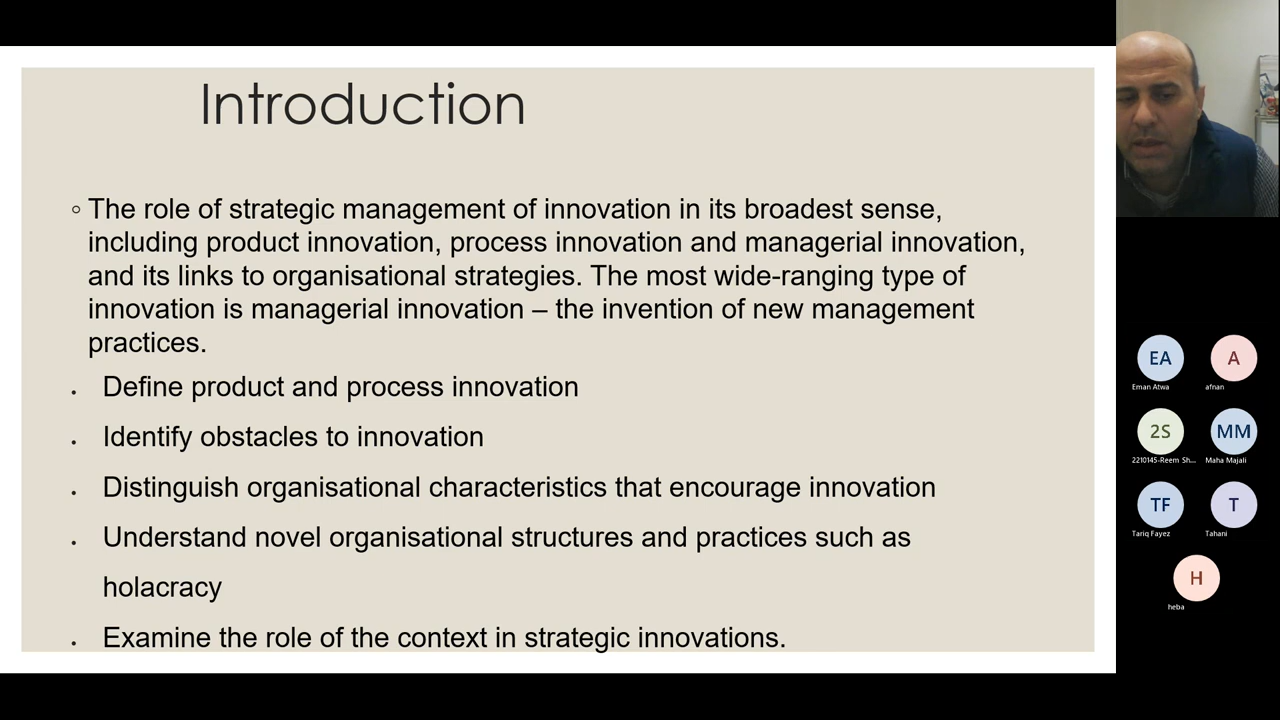 Introduction
The role of strategic management of innovation in its broadest sense,
including product innovation, process innovation and managerial innovation,
and its links to organisational strategies. The most wide-ranging type of
innovation is managerial innovation – the invention of new management
practices.
Define product and process innovation
Identify obstacles to innovation
Distinguish organisational characteristics that encourage innovation
Understand novel organisational structures and practices such as
holacracy
Examine the role of the context in strategic innovations.
EA
A
Eman Atwa
afnan
2S
MM
2210145-Reem Sh...
Maha Majali
TF
T
Tariq Fayez
Tahani
H
heba